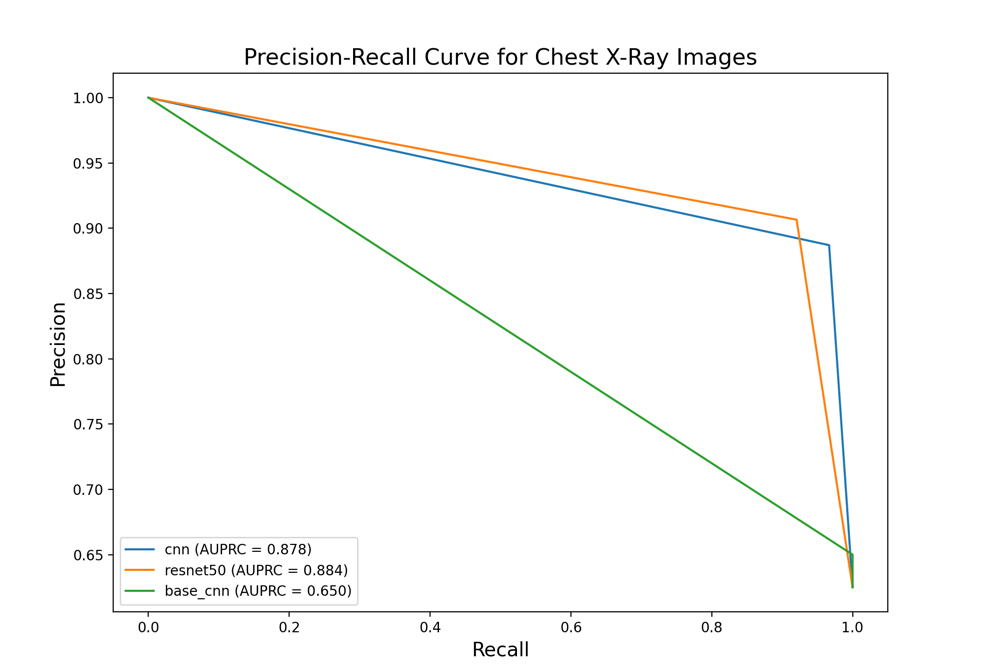 Precision-Recall Curve for Chest X-Ray Images
1.00
0.95
0.90
0.85
0.80
0.75
0.70
0.65
Precision
cnn (AUPRC = 0.878)
resnet50 (AUPRC = 0.884)
base_cnn (AUPRC = 0.650)
0.0 0.2 0.4 0.6 0.8 1.0
Recall